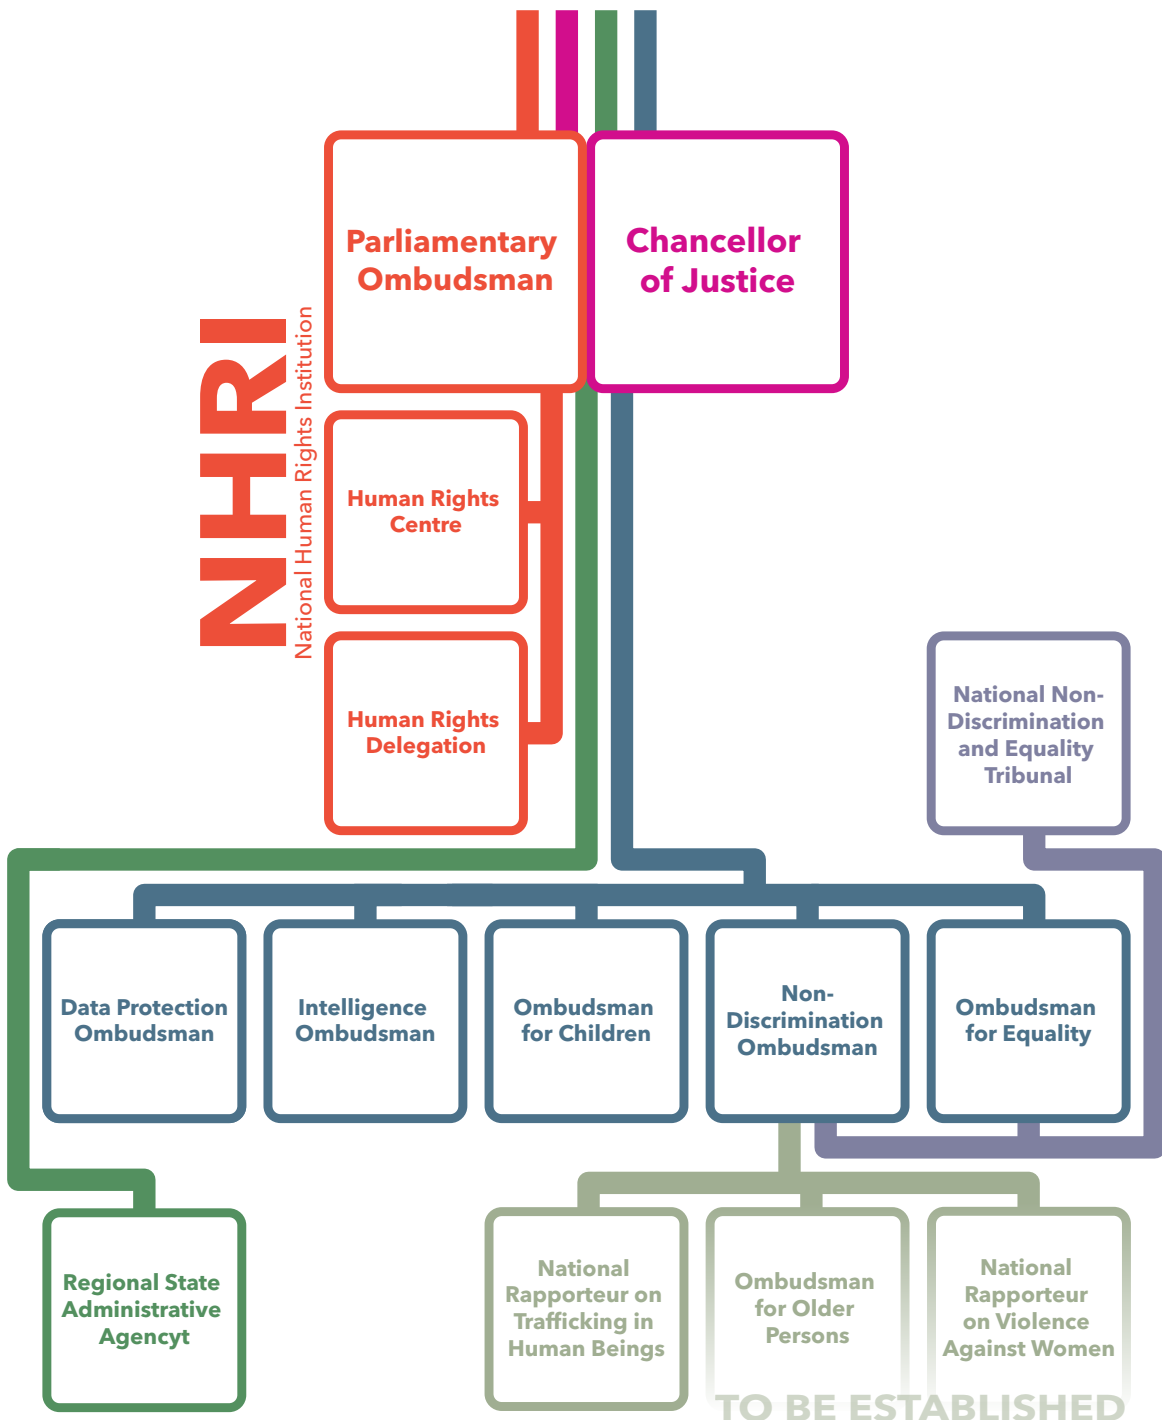 Parliamentary
Ombudsman
Chancellor
of Justice
NHRI
National Human Rights Institution
Human Rights
Centre
Human Rights
Delegation
National Non-
Discrimination
and Equality
Tribunal
Data Protection
Ombudsman
Intelligence
Ombudsman
Ombudsman
for Children
Non-
Discrimination
Ombudsman
Ombudsman
for Equality
Regional State
Administrative
Agencyt
National
Rapporteur on
Trafficking in
Human Beings
Ombudsman
for Older
Persons
National
Rapporteur
on Violence
Against Women
TO BE ESTABLISHED